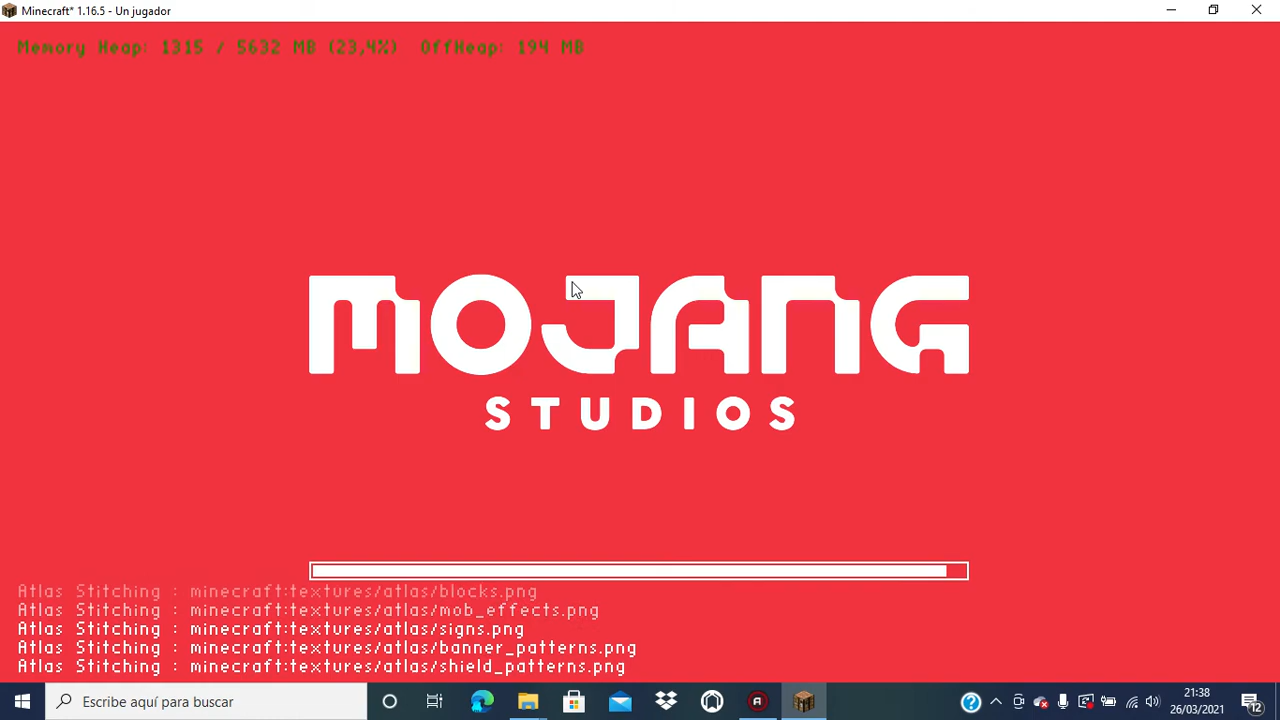 Minecraft* 1.16.5 - Un jugador
Memory Heap: 1315 / 5632 MB (23,4%) OffHeap: 194 MB
MOJANG
STUDIOS
Atlas Stitching : minecraft:textures/atlas/blocks.png
Atlas Stitching : minecraft:textures/atlas/mob_effects.png
Atlas Stitching : minecraft:textures/atlas/signs.png
Atlas Stitching : minecraft:textures/atlas/banner_patterns.png
Atlas Stitching : minecraft:textures/atlas/shield_patterns.png
Escribe aquí para buscar
21:38
26/03/2021
12